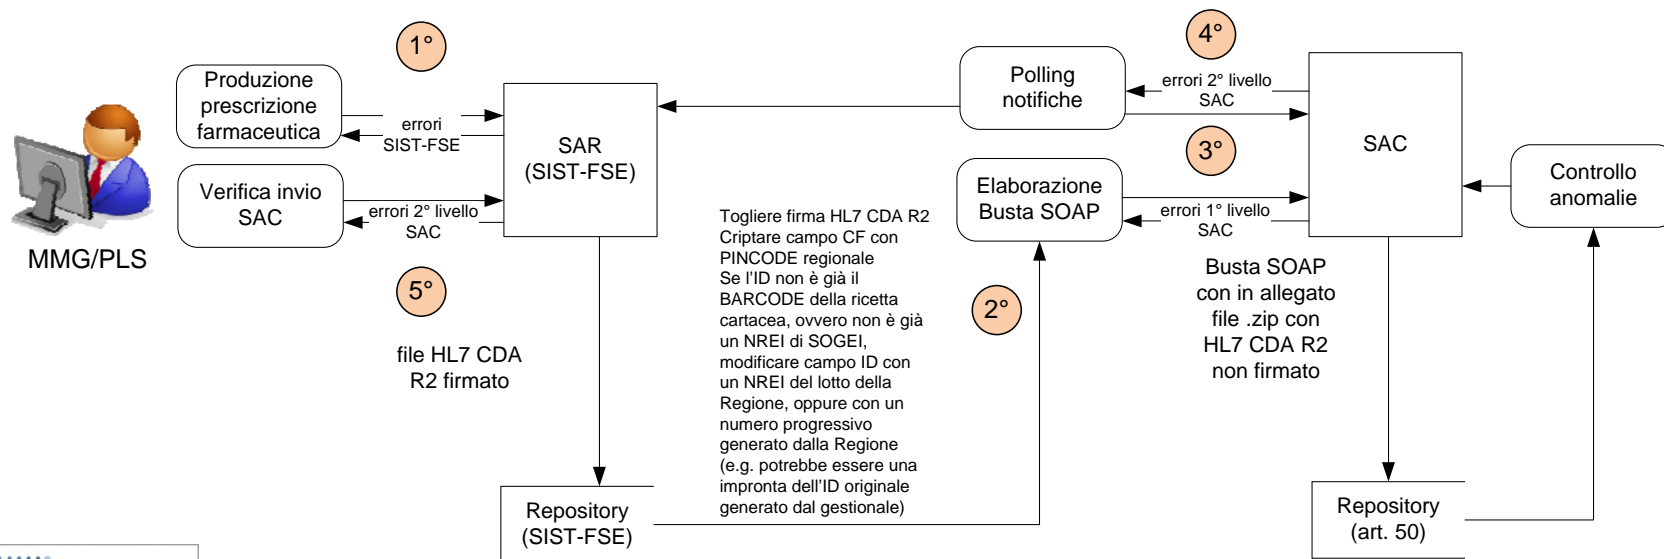 1°
Produzione
prescrizione
farmaceutica
errori
SIST-FSE
Verifica invio
SAC
errori 2° livello
SAC
MMG/PLS
5°
file HL7 CDA
R2 firmato
SAR
(SIST-FSE)
Repository
(SIST-FSE)
Togliere firma HL7 CDA R2
Criptare campo CF con
PINCODE regionale
Se l'ID non è già il
BARCODE della ricetta
cartacea, ovvero non è già
un NREI di SOGEI,
modificare campo ID con
un NREI del lotto della
Regione, oppure con un
numero progressivo
generato dalla Regione
(e.g. potrebbe essere una
impronta dell'ID originale
generato dal gestionale)
2°
Polling
notifiche
4°
errori 2° livello
SAC
3°
Elaborazione
Busta SOAP
errori 1° livello
SAC
SAC
Controllo
anomalie
Busta SOAP
con in allegato
file .zip con
HL7 CDA R2
non firmato
Repository
(art. 50)